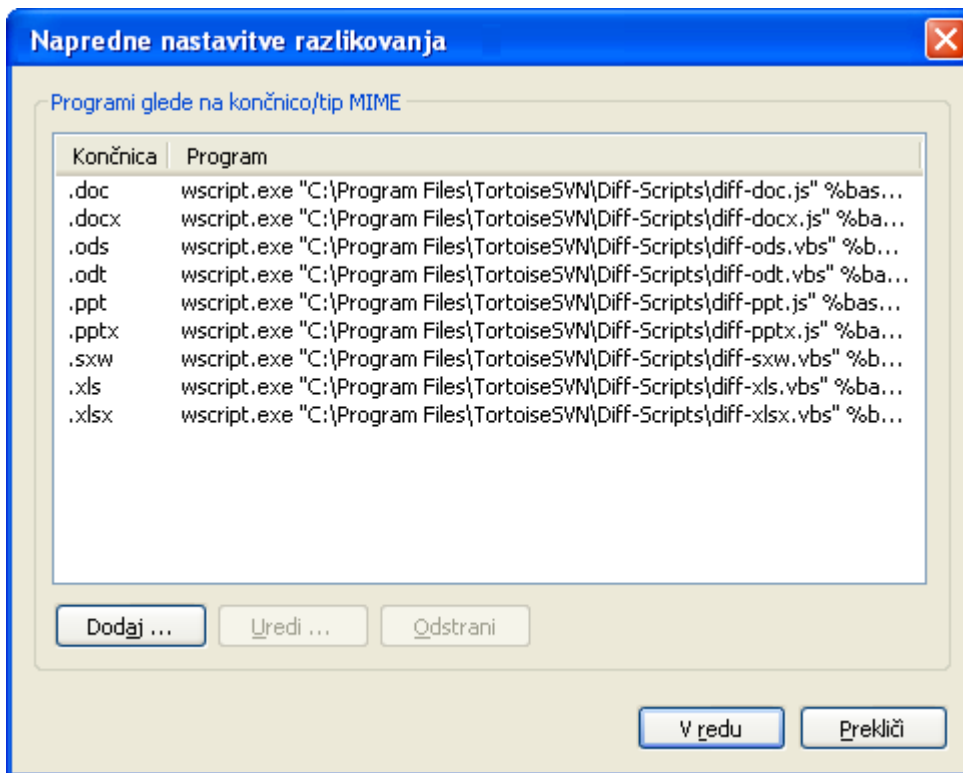 Napredne nastavitve razlikovanja
Programi glede na končnico/tip MIME
Končnica Program
.doc wscript.exe "C:\Program Files\TortoiseSVN\Diff-Scripts\diff-doc.js" %bas...
.docx wscript.exe "C:\Program Files\TortoiseSVN\Diff-Scripts\diff-docx.js" %ba...
.ods wscript.exe "C:\Program Files\TortoiseSVN\Diff-Scripts\diff-ods.vbs" %b...
.odt wscript.exe "C:\Program Files\TortoiseSVN\Diff-Scripts\diff-odt.vbs" %ba...
.ppt wscript.exe "C:\Program Files\TortoiseSVN\Diff-Scripts\diff-ppt.js" %bas...
.pptx wscript.exe "C:\Program Files\TortoiseSVN\Diff-Scripts\diff-pptx.js" %ba...
.sxw wscript.exe "C:\Program Files\TortoiseSVN\Diff-Scripts\diff-sxw.vbs" %b...
.xls wscript.exe "C:\Program Files\TortoiseSVN\Diff-Scripts\diff-xls.vbs" %ba...
.xlsx wscript.exe "C:\Program Files\TortoiseSVN\Diff-Scripts\diff-xlsx.vbs" %b...
Dodaj ... Uredi ... Odstrani
V redu Prekliči